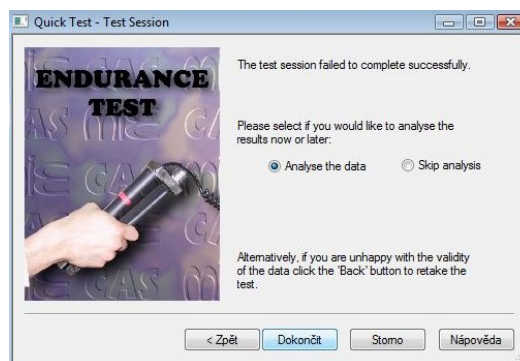 Quick Test - Test Session
ENDURANCE
TEST
The test session failed to complete successfully.
Please select if you would like to analyse the
results now or later:
Analyse the data
Skip analysis
Alternatively, if you are unhappy with the validity
of the data click the 'Back' button to retake the
test.
< Zpět
Dokončit
Storno
Nápověda